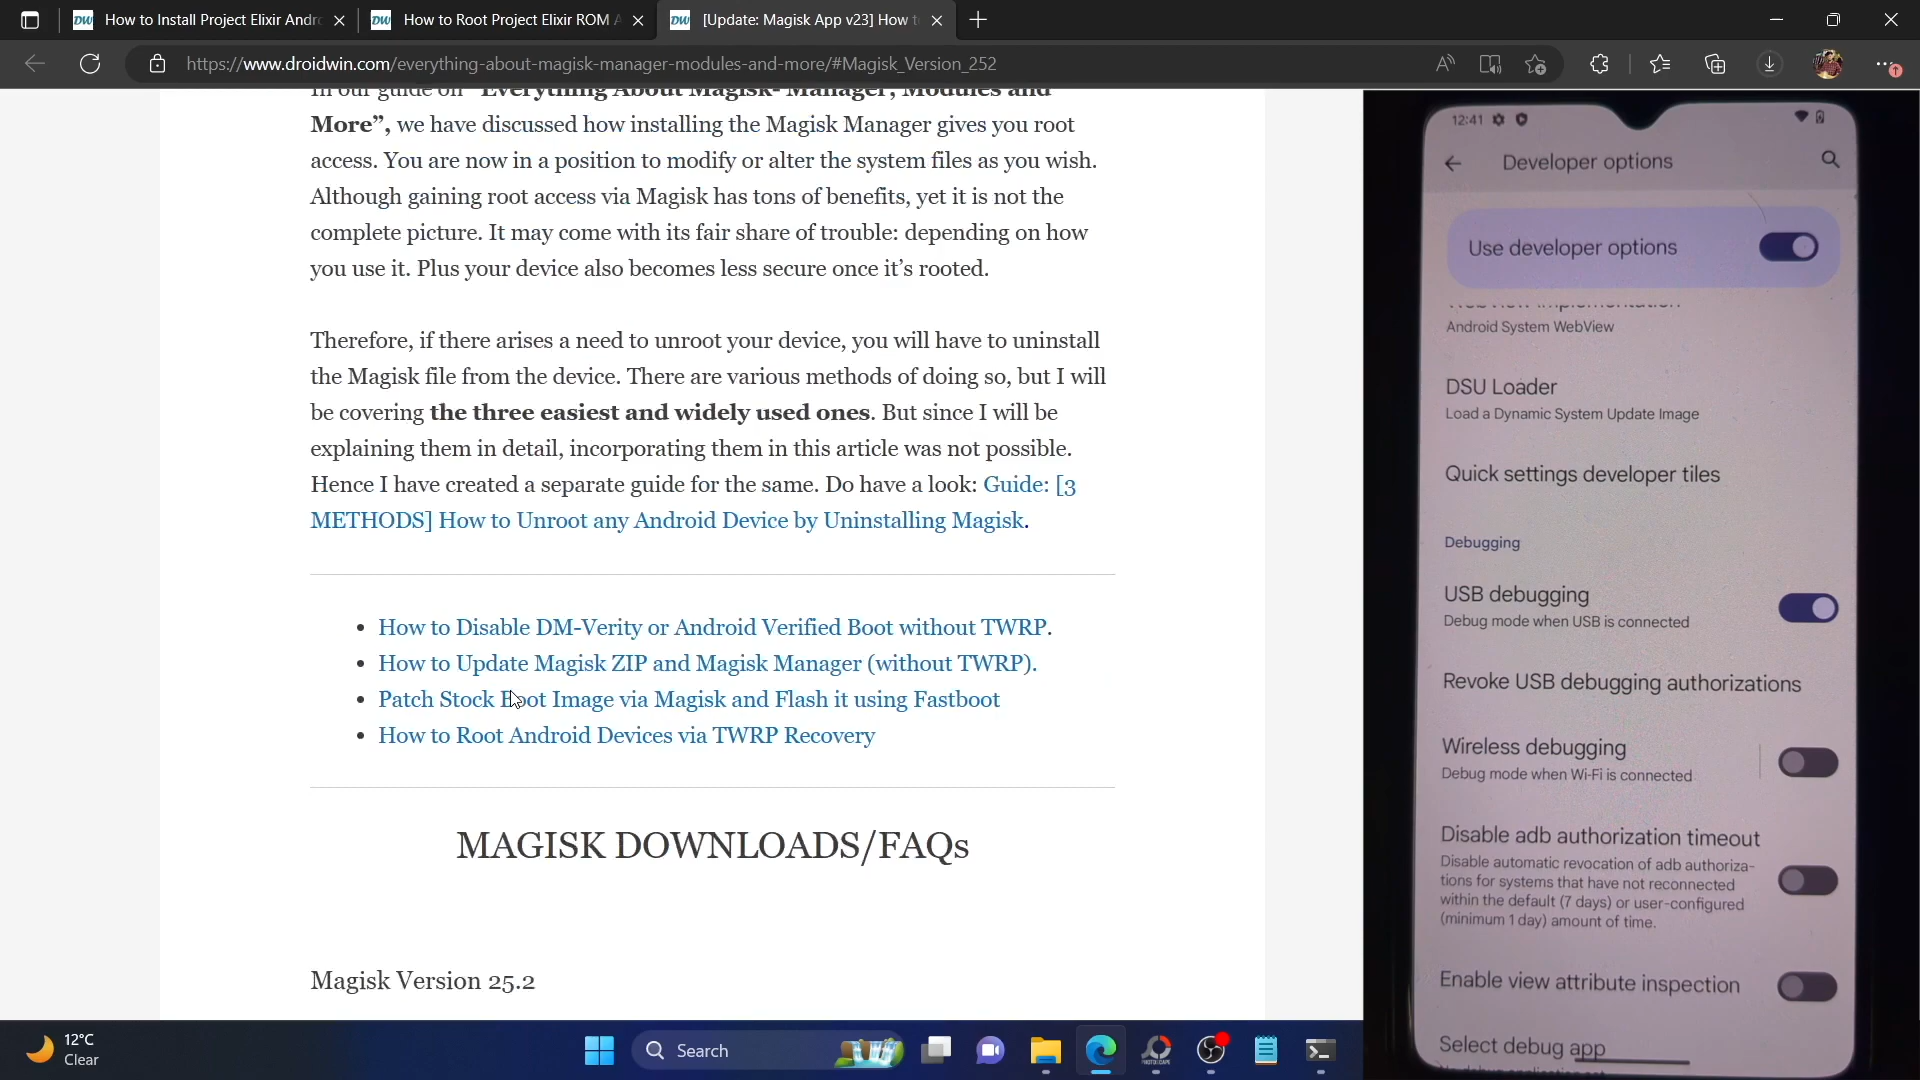 How to Install Project Elixir Andr
How to Root Project Elixir ROM A
[Update: Magisk App v23] How t
https://www.droidwin.com/everything-about-magisk-manager-modules-and-more/#Magisk_Version_252
In our guide on “Everything About Magisk- Manager, Modules and
More”, we have discussed how installing the Magisk Manager gives you root
access. You are now in a position to modify or alter the system files as you wish.
Although gaining root access via Magisk has tons of benefits, yet it is not the
complete picture. It may come with its fair share of trouble: depending on how
you use it. Plus your device also becomes less secure once it’s rooted.
Therefore, if there arises a need to unroot your device, you will have to uninstall
the Magisk file from the device. There are various methods of doing so, but I will
be covering the three easiest and widely used ones. But since I will be
explaining them in detail, incorporating them in this article was not possible.
Hence I have created a separate guide for the same. Do have a look: Guide: [3
METHODS] How to Unroot any Android Device by Uninstalling Magisk.
How to Disable DM-Verity or Android Verified Boot without TWRP.
How to Update Magisk ZIP and Magisk Manager (without TWRP).
Patch Stock Boot Image via Magisk and Flash it using Fastboot
How to Root Android Devices via TWRP Recovery
MAGISK DOWNLOADS/FAQs
Magisk Version 25.2
12:41
Developer options
Use developer options
WebView implementation
Android System WebView
DSU Loader
Load a Dynamic System Update Image
Quick settings developer tiles
Debugging
USB debugging
Debug mode when USB is connected
Revoke USB debugging authorizations
Wireless debugging
Debug mode when Wi-Fi is connected
Disable adb authorization timeout
Disable automatic revocation of adb authoriza-
tions for systems that have not reconnected
within the default (7 days) or user-configured
(minimum 1 day) amount of time.
Enable view attribute inspection
Select debug app
12°C
Clear
Search